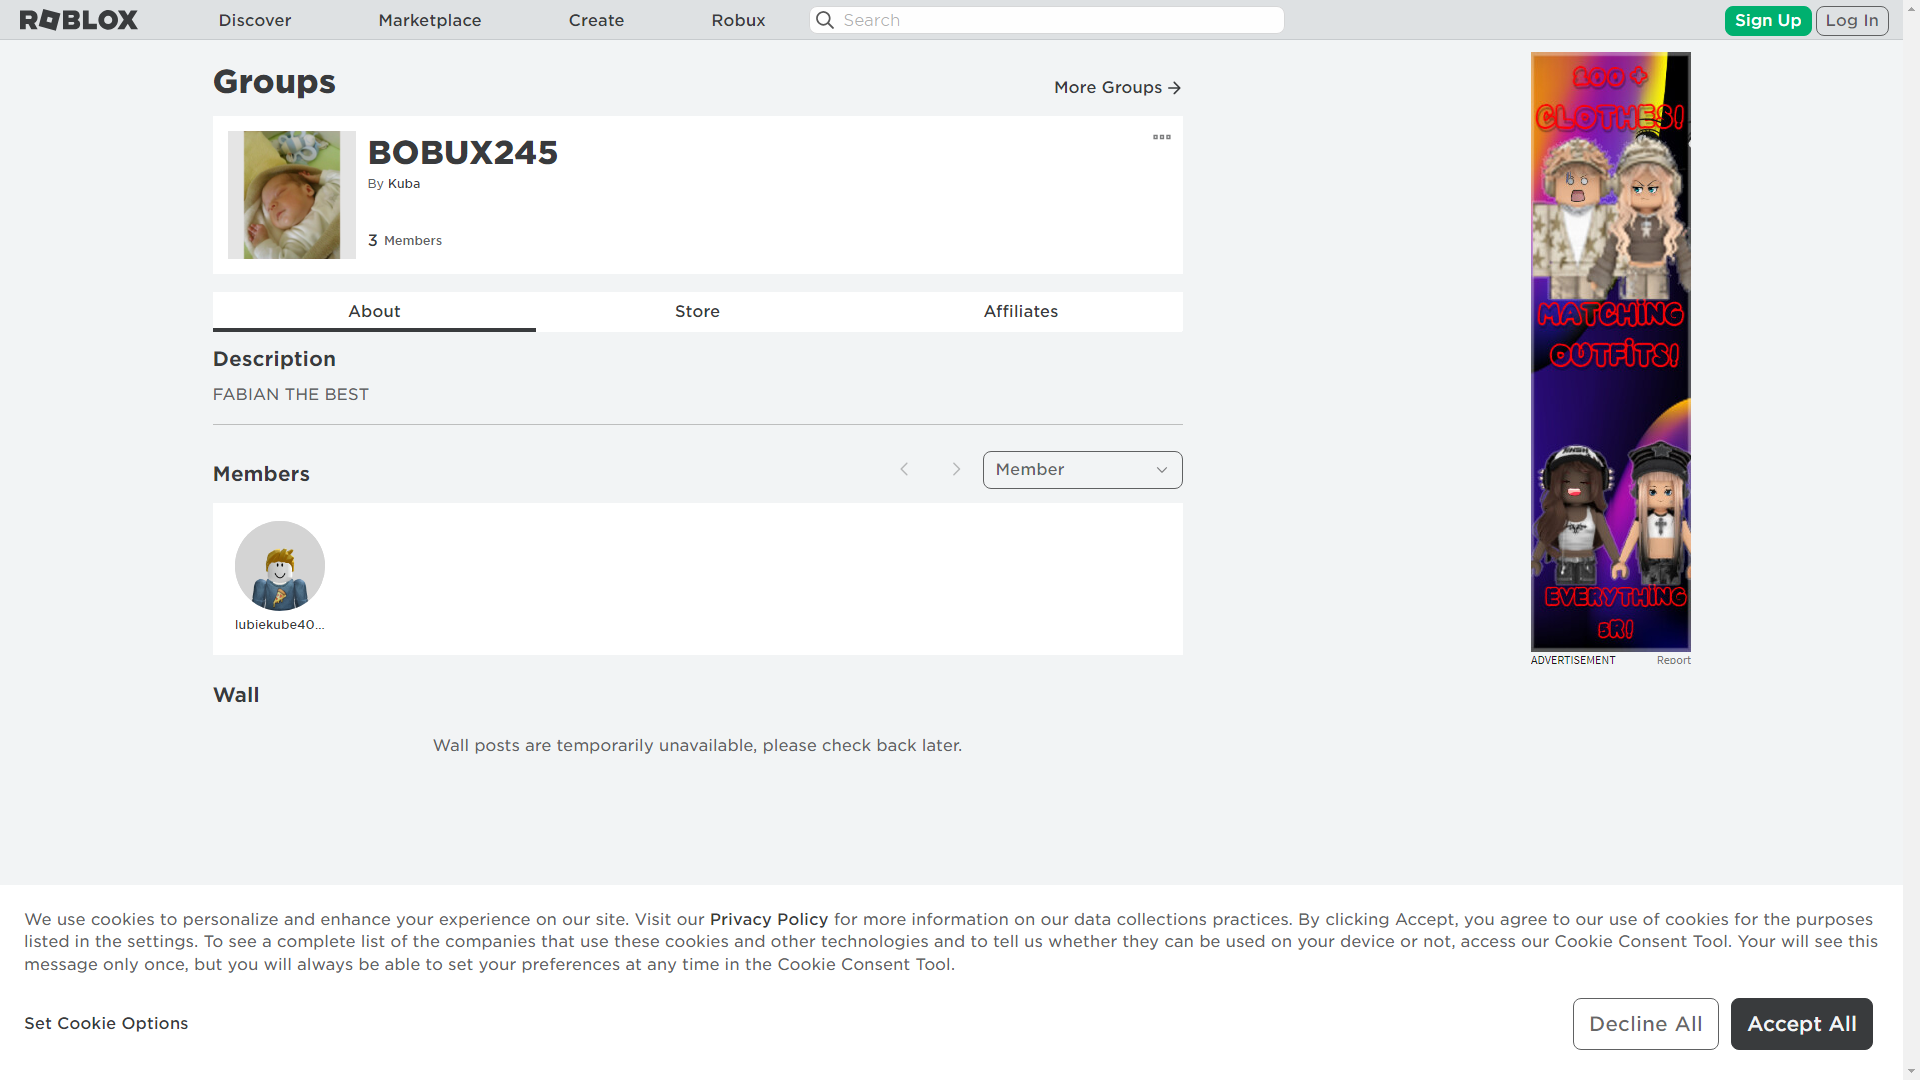 ROBLOX
Discover
Marketplace
Create
Robux
Search
Sign Up
Log In
Groups
More Groups
BOBUX245
By Kuba
3 Members
About
Store
Affiliates
Description
FABIAN THE BEST
Members
Member
lubiekube40...
Wall
Wall posts are temporarily unavailable, please check back later.
100+
CLOTHES!
MATCHING
OUTFITS!
EVERYTHING
5R!
ADVERTISEMENT
Report
We use cookies to personalize and enhance your experience on our site. Visit our Privacy Policy for more information on our data collections practices. By clicking Accept, you agree to our use of cookies for the purposes
listed in the settings. To see a complete list of the companies that use these cookies and other technologies and to tell us whether they can be used on your device or not, access our Cookie Consent Tool. Your will see this
message only once, but you will always be able to set your preferences at any time in the Cookie Consent Tool.
Set Cookie Options
Decline All
Accept All